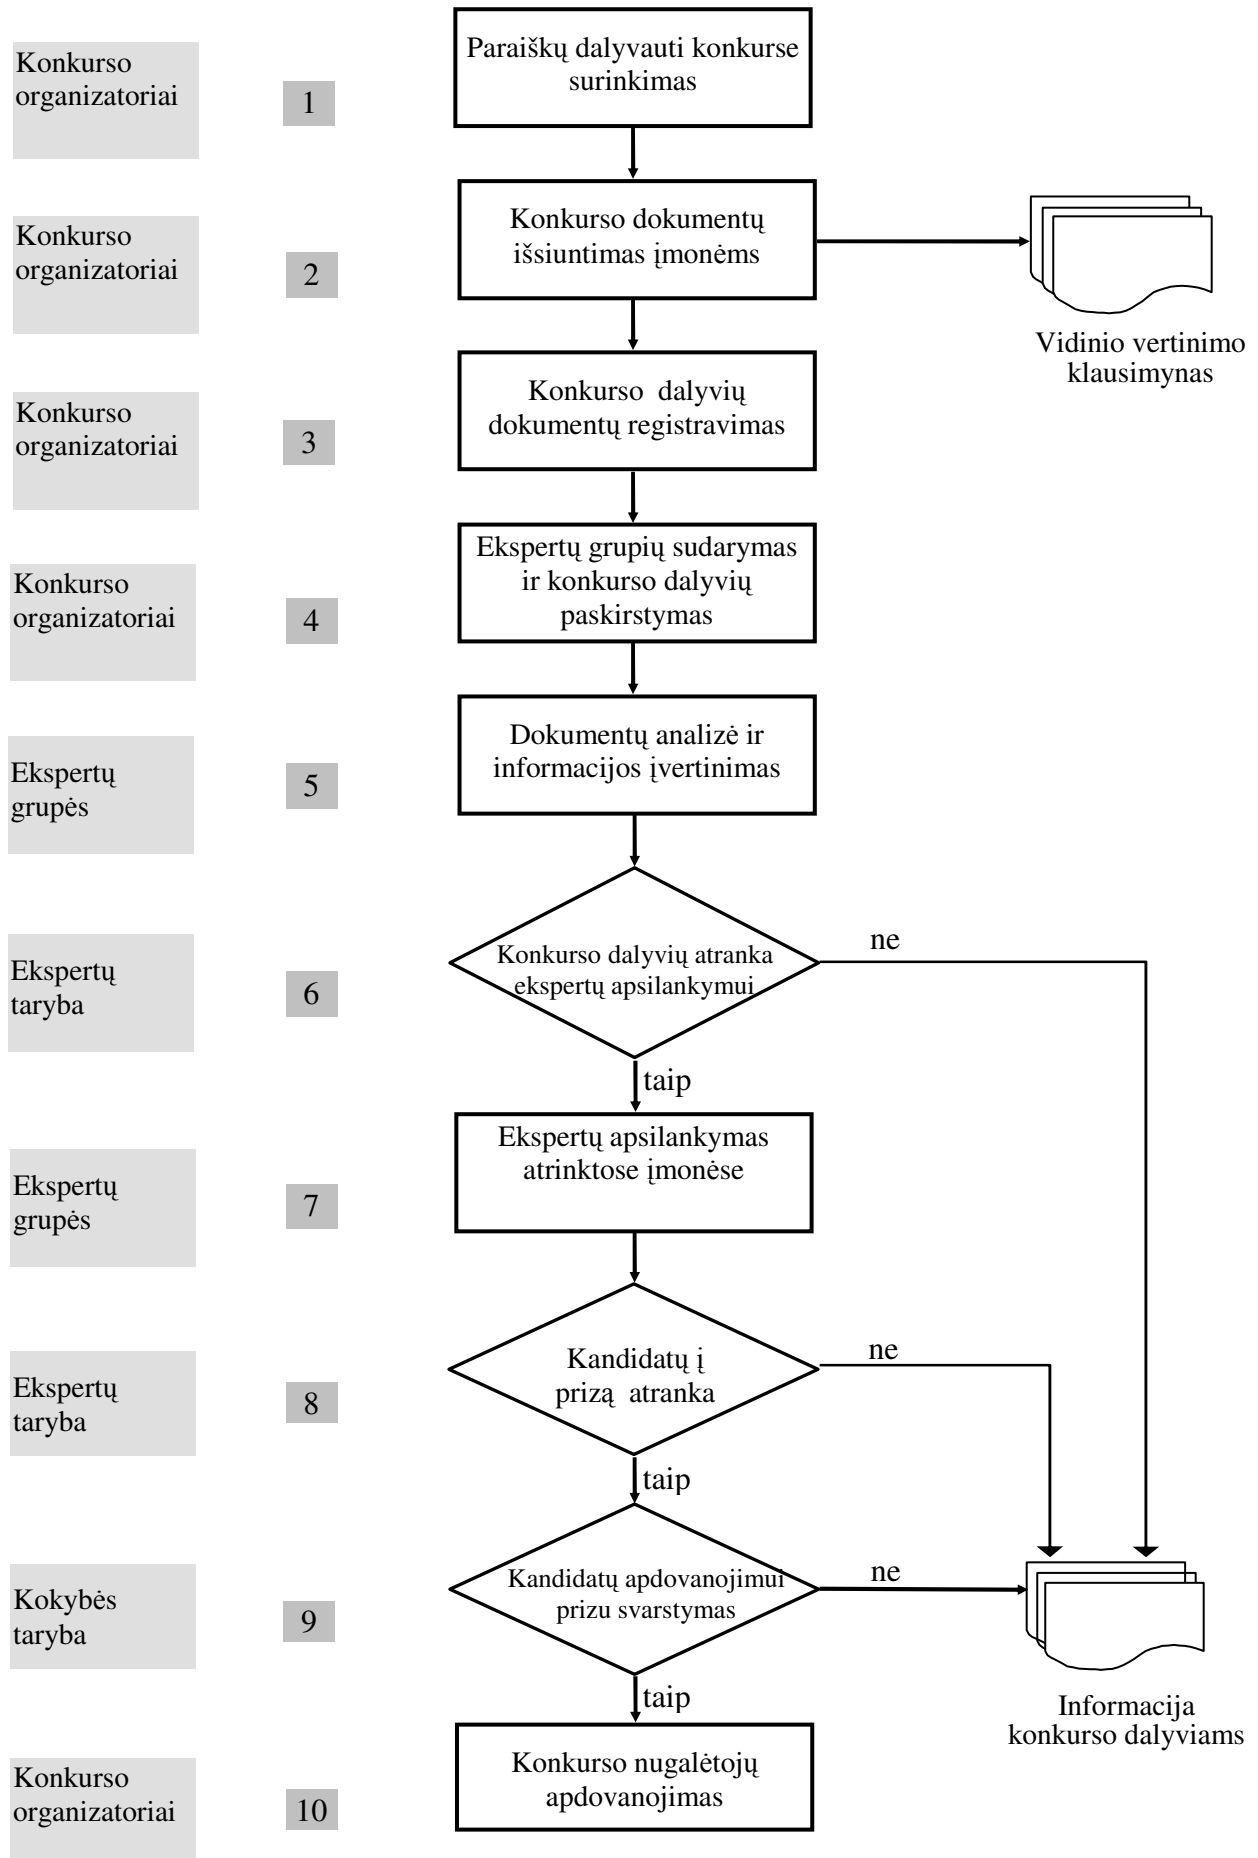 Konkurso
organizatoriai
1
Paraiškų dalyvauti konkurse
surinkimas
Konkurso
organizatoriai
2
Konkurso dokumentų
išsiuntimas įmonėms
Vidinio vertinimo
klausimynas
Konkurso
organizatoriai
3
Konkurso dalyvių
dokumentų registravimas
Konkurso
organizatoriai
4
Ekspertų grupių sudarymas
ir konkurso dalyvių
paskirstymas
Ekspertų
grupės
5
Dokumentų analizė ir
informacijos įvertinimas
Ekspertų
taryba
6
Konkurso dalyvių atranka
ekspertų apsilankymui
ne
taip
Ekspertų
grupės
7
Ekspertų apsilankymas
atrinktose įmonėse
Ekspertų
taryba
8
Kandidatų į
prizą atranka
ne
taip
Kokybės
taryba
9
Kandidatų apdovanojimui
prizu svarstymas
ne
taip
Informacija
konkurso dalyviams
Konkurso
organizatoriai
10
Konkurso nugalėtojų
apdovanojimas